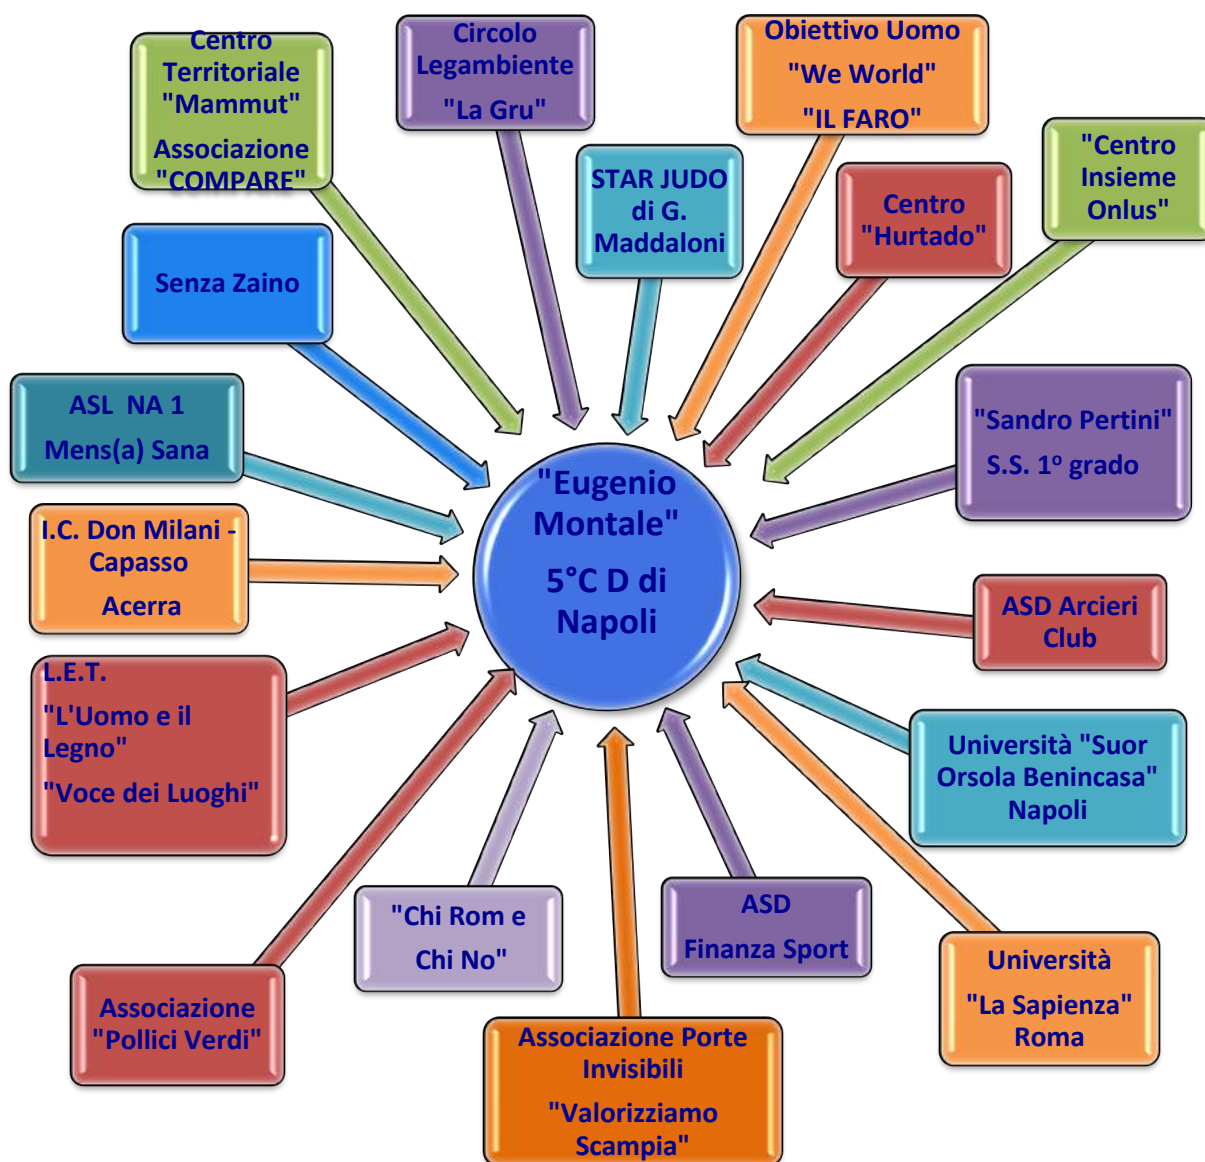 Centro
Territoriale
"Mammut"
Associazione
"COMPARE"
Circolo
Legambiente
"La Gru"
Obiettivo Uomo
"We World"
"IL FARO"
STAR JUDO
di G.
Maddaloni
Centro
"Hurtado"
"Centro
Insieme
Onlus"
Senza Zaino
ASL  NA 1
Mens(a) Sana
"Sandro Pertini"
S.S. 1º grado
"Eugenio
Montale"
5°C D di
Napoli
I.C. Don Milani -
Capasso
Acerra
ASD Arcieri
Club
L.E.T.
"L'Uomo e il
Legno"
"Voce dei Luoghi"
Università "Suor
Orsola Benincasa"
Napoli
"Chi Rom e
Chi No"
ASD
Finanza Sport
Università
"La Sapienza"
Roma
Associazione
"Pollici Verdi"
Associazione Porte
Invisibili
"Valorizziamo
Scampia"